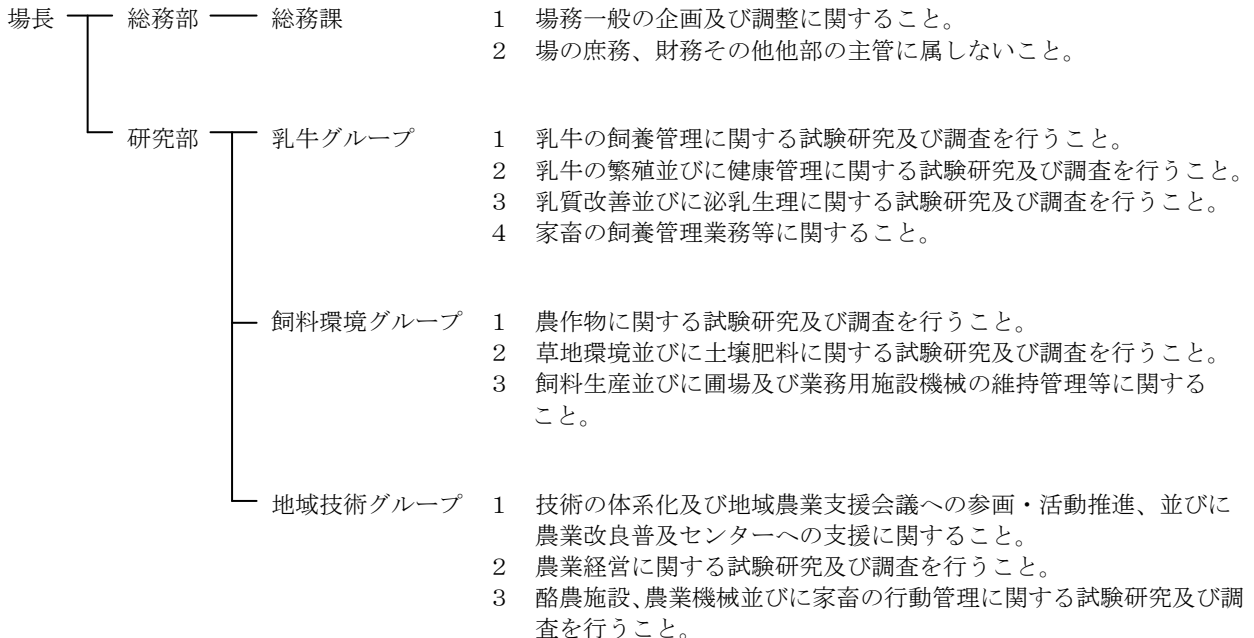 場長 総務部 総務課 1 場務一般の企画及び調整に関すること。
2 場の庶務、財務その他他部の主管に属しないこと。
研究部 乳牛グループ 1 乳牛の飼養管理に関する試験研究及び調査を行うこと。
2 乳牛の繁殖並びに健康管理に関する試験研究及び調査を行うこと。
3 乳質改善並びに泌乳生理に関する試験研究及び調査を行うこと。
4 家畜の飼養管理業務等に関すること。
飼料環境グループ 1 農作物に関する試験研究及び調査を行うこと。
2 草地環境並びに土壌肥料に関する試験研究及び調査を行うこと。
3 飼料生産並びに圃場及び業務用施設機械の維持管理等に関する
こと。
地域技術グループ 1 技術の体系化及び地域農業支援会議への参画・活動推進、並びに
農業改良普及センターへの支援に関すること。
2 農業経営に関する試験研究及び調査を行うこと。
3 酪農施設、農業機械並びに家畜の行動管理に関する試験研究及び調
査を行うこと。